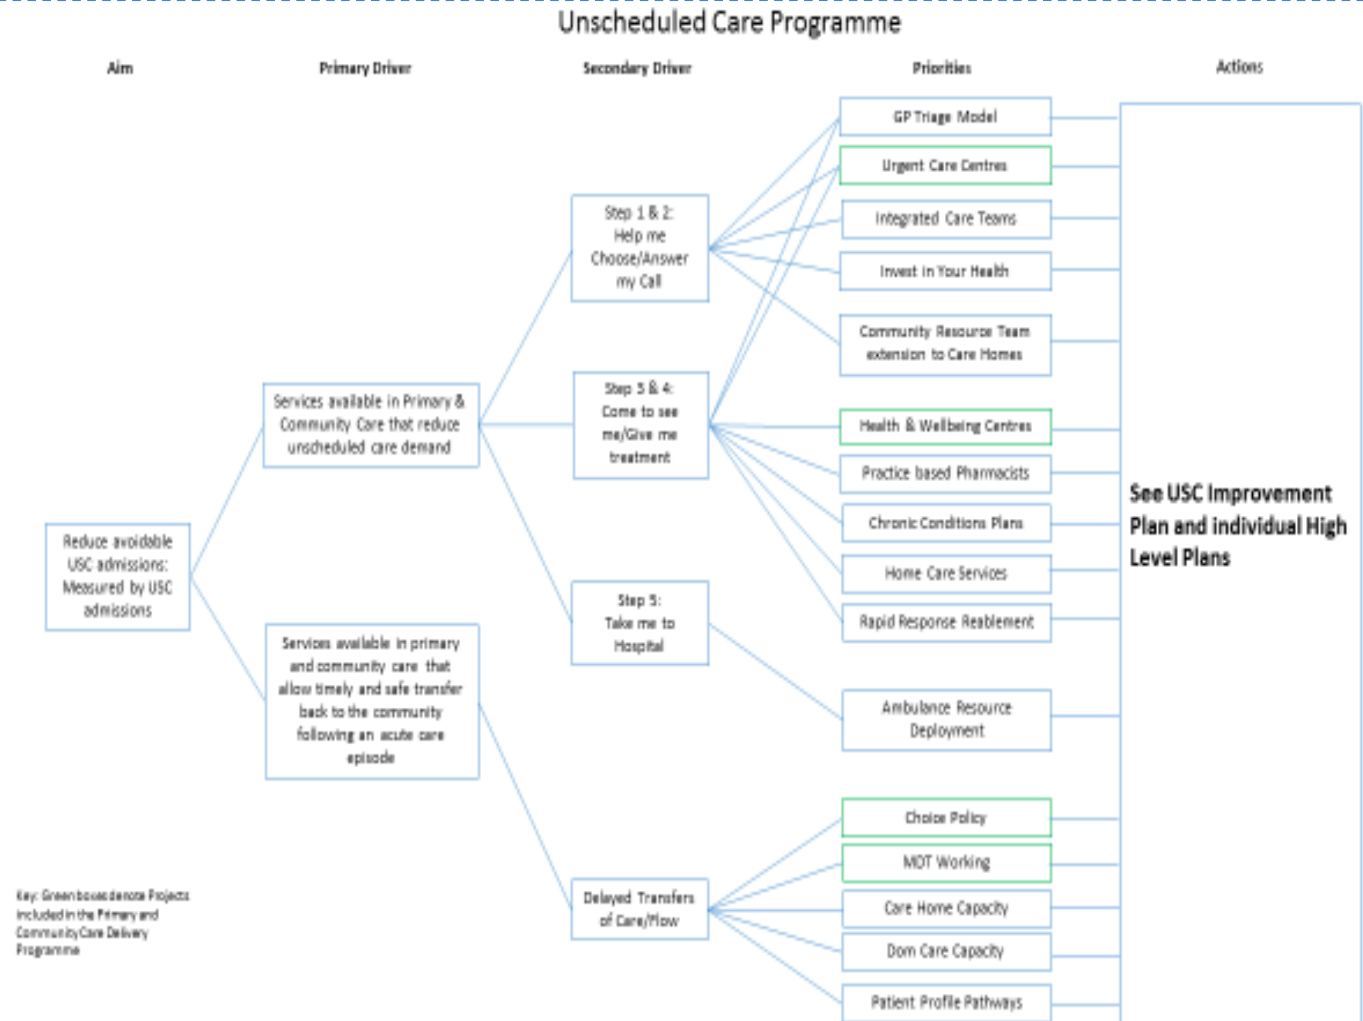 Unscheduled Care Programme
Aim
Primary Driver
Secondary Driver
Priorities
Actions
Reduce avoidable
USC admissions:
Measured by USC
admissions
Services available in Primary &
Community Care that reduce
unscheduled care demand
Services available in primary
and community care that
allow timely and safe transfer
back to the community
following an acute care
episode
Step 1 & 2:
Help me
Choose/Answer
my Call
Step 3 & 4:
Come to see
me/Give me
treatment
Step 5:
Take me to
Hospital
Delayed Transfers
of Care/Flow
GP Triage Model
Urgent Care Centres
Integrated Care Teams
Invest in Your Health
Community Resource Team
extension to Care Homes
Health & Wellbeing Centres
Practice based Pharmacists
Chronic Conditions Plans
Home Care Services
Rapid Response Reablement
Ambulance Resource
Deployment
Choice Policy
MDT Working
Care Home Capacity
Dom Care Capacity
Patient Profile Pathways
See USC Improvement
Plan and individual High
Level Plans
Key: Green boxes denote Projects
included in the Primary and
Community Care Delivery
Programme